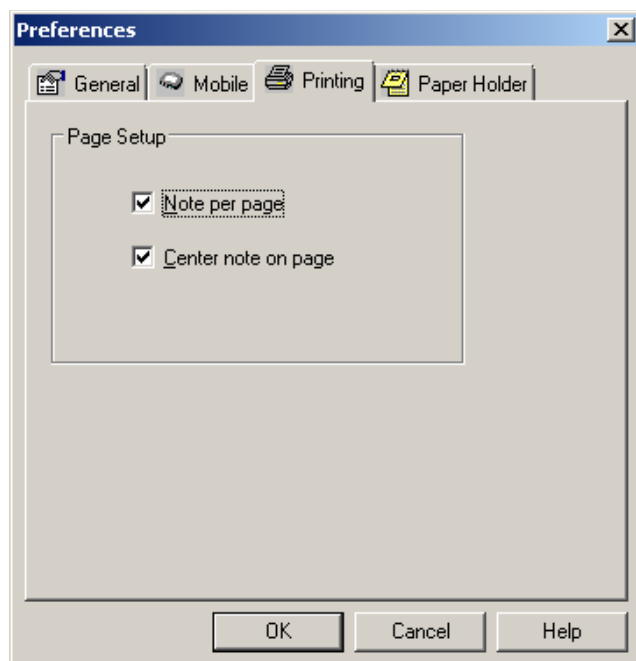 Preferences
General Mobile Printing Paper Holder
Page Setup
Note per page
Center note on page
OK Cancel Help